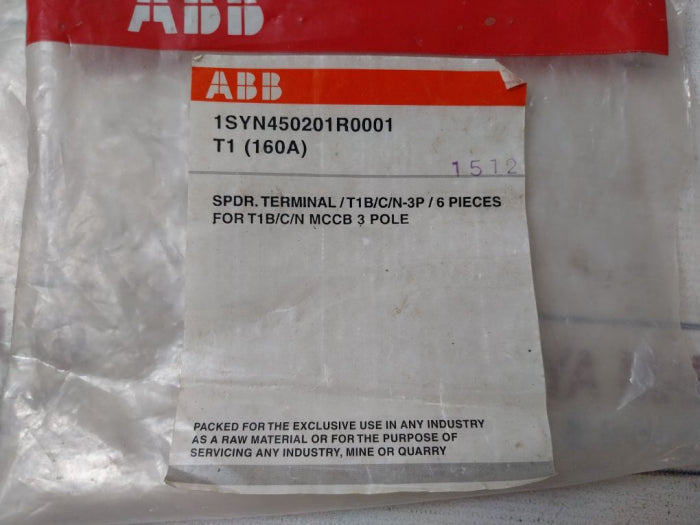 ABB
ABB
1SYN450201R0001
T1 (160A)
1512
SPDR. TERMINAL / T1B/C/N-3P / 6 PIECES
FOR T1B/C/N MCCB 3 POLE
PACKED FOR THE EXCLUSIVE USE IN ANY INDUSTRY
AS A RAW MATERIAL OR FOR THE PURPOSE OF
SERVICING ANY INDUSTRY, MINE OR QUARRY